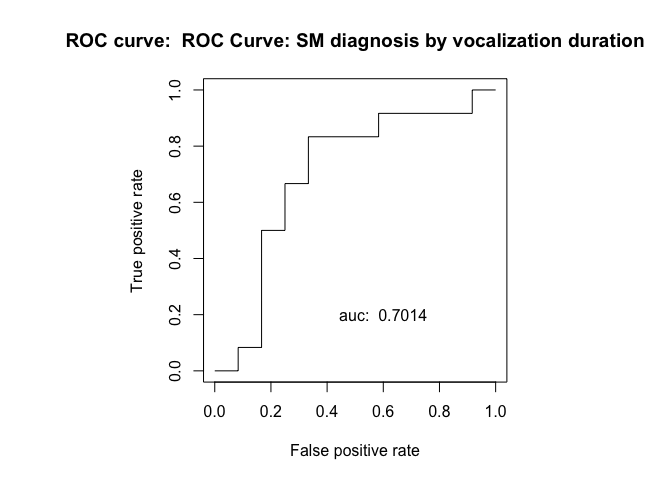 ROC curve:  ROC Curve: SM diagnosis by vocalization duration
1.0
0.8
0.6
0.4
0.2
0.0
True positive rate
auc:  0.7014
0.0 0.2 0.4 0.6 0.8 1.0
False positive rate